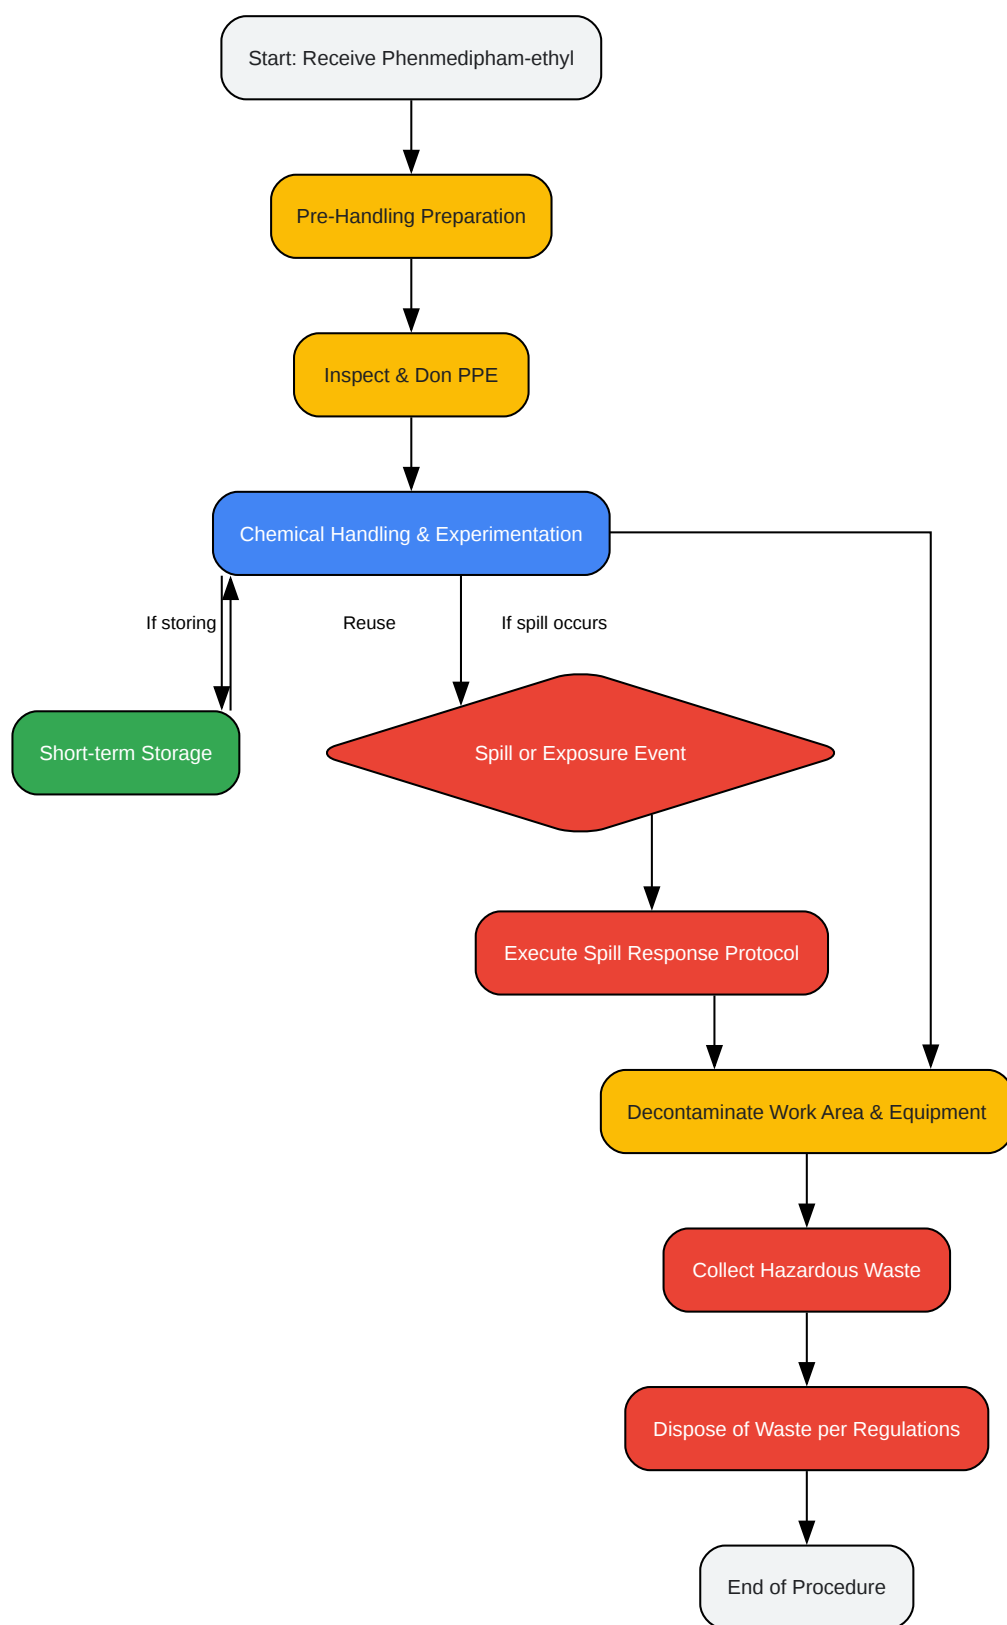 Start: Receive Phenmedipham-ethyl
Pre-Handling Preparation
Inspect & Don PPE
Chemical Handling & Experimentation
If storing
Reuse
If spill occurs
Short-term Storage
Spill or Exposure Event
Execute Spill Response Protocol
Decontaminate Work Area & Equipment
Collect Hazardous Waste
Dispose of Waste per Regulations
End of Procedure